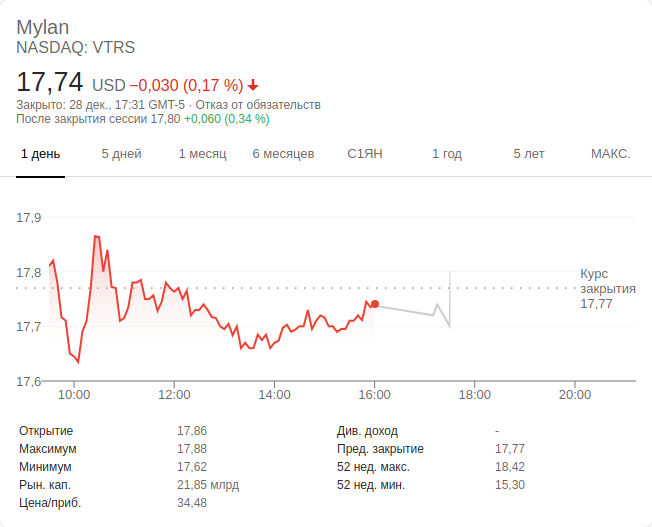 Mylan
NASDAQ: VTRS
17,74 USD −0,030 (0,17 %)
Закрыто: 28 дек., 17:31 GMT-5 · Отказ от обязательств
После закрытия сессии 17,80 +0,060 (0,34 %)
1 день 5 дней 1 месяц 6 месяцев С1ЯН 1 год 5 лет МАКС.
17,9
17,8
Курс
закрытия
17,77
17,7
17,6
10:00 12:00 14:00 16:00 18:00 20:00
Открытие 17,86 Див. доход -
Максимум 17,88 Пред. закрытие 17,77
Минимум 17,62 52 нед. макс. 18,42
Рын. кап. 21,85 млрд 52 нед. мин. 15,30
Цена/приб. 34,48